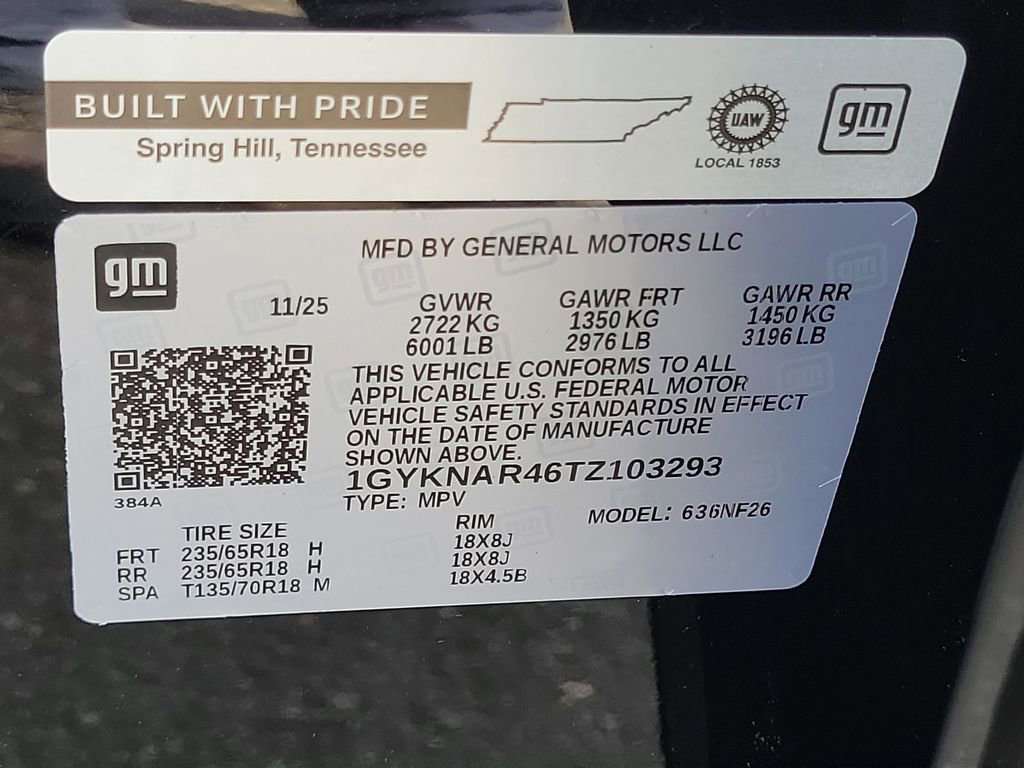 BUILT WITH PRIDE
Spring Hill, Tennessee
UAW
LOCAL 1853
gm
gm
MFD BY GENERAL MOTORS LLC
11/25 GVWR GAWR FRT GAWR RR
2722 KG 1350 KG 1450 KG
6001 LB 2976 LB 3196 LB
THIS VEHICLE CONFORMS TO ALL
APPLICABLE U.S. FEDERAL MOTOR
VEHICLE SAFETY STANDARDS IN EFFECT
ON THE DATE OF MANUFACTURE
SHOWN ABOVE.
1GYKNAR46TZ103293
384A
TYPE: MPV MODEL: 636NF26
TIRE SIZE RIM
FRT 235/65R18 H 18X8J
RR 235/65R18 H 18X8J
SPA T135/70R18 M 18X4.5B